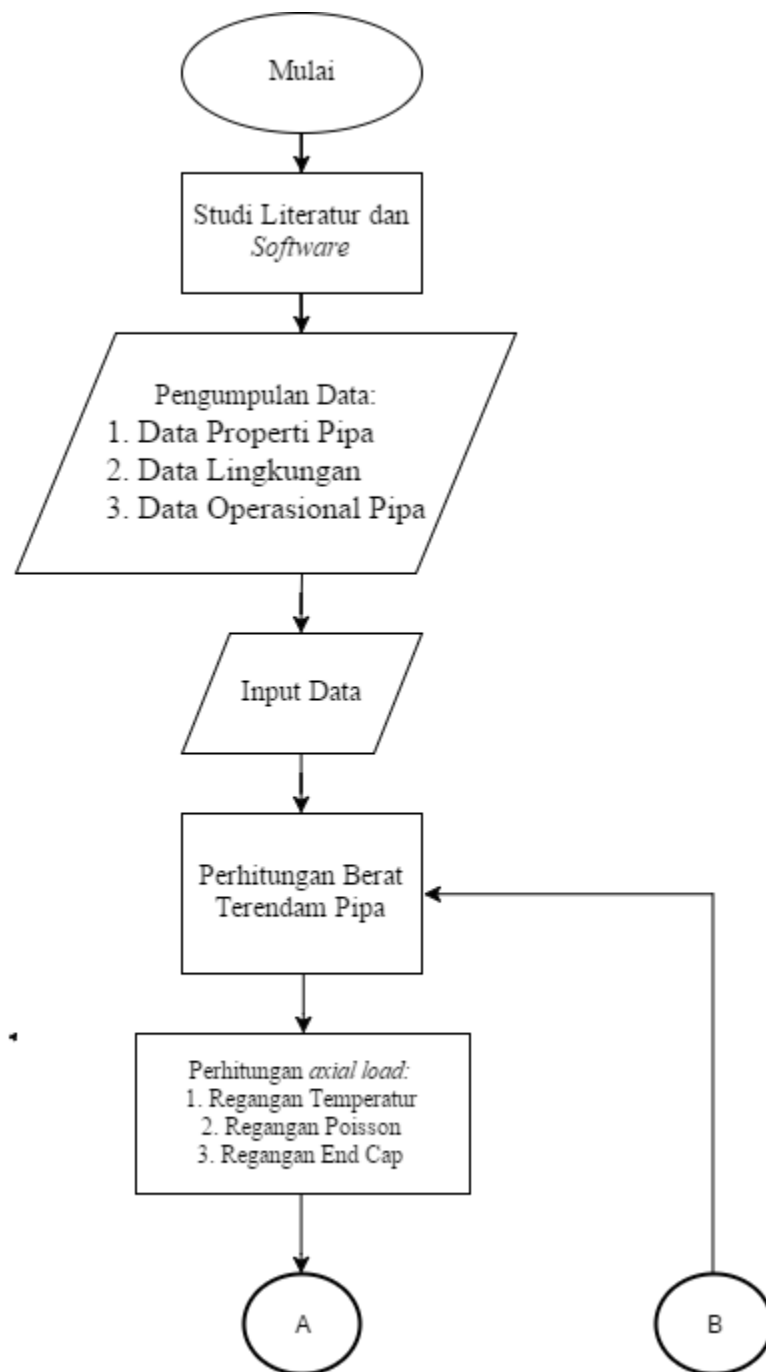 Mulai
Studi Literatur dan
Software
Pengumpulan Data:
1. Data Properti Pipa
2. Data Lingkungan
3. Data Operasional Pipa
Input Data
Perhitungan Berat
Terendam Pipa
Perhitungan axial load:
1. Regangan Temperatur
2. Regangan Poisson
3. Regangan End Cap
A
B